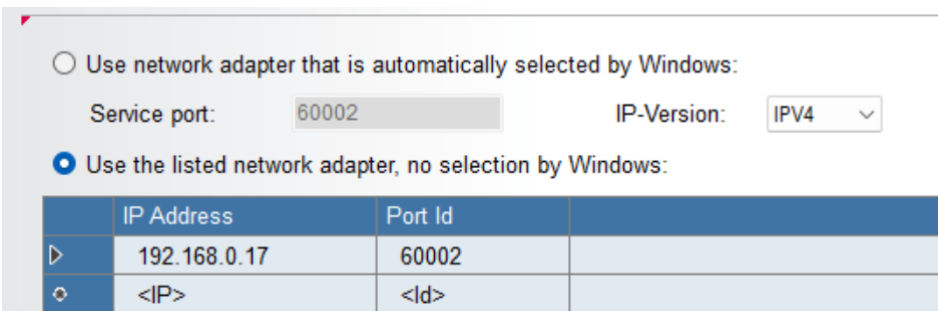 Use network adapter that is automatically selected by Windows:
Service port: 60002 IP-Version: IPV4
Use the listed network adapter, no selection by Windows:
IP Address Port Id
192.168.0.17 60002
<IP> <Id>